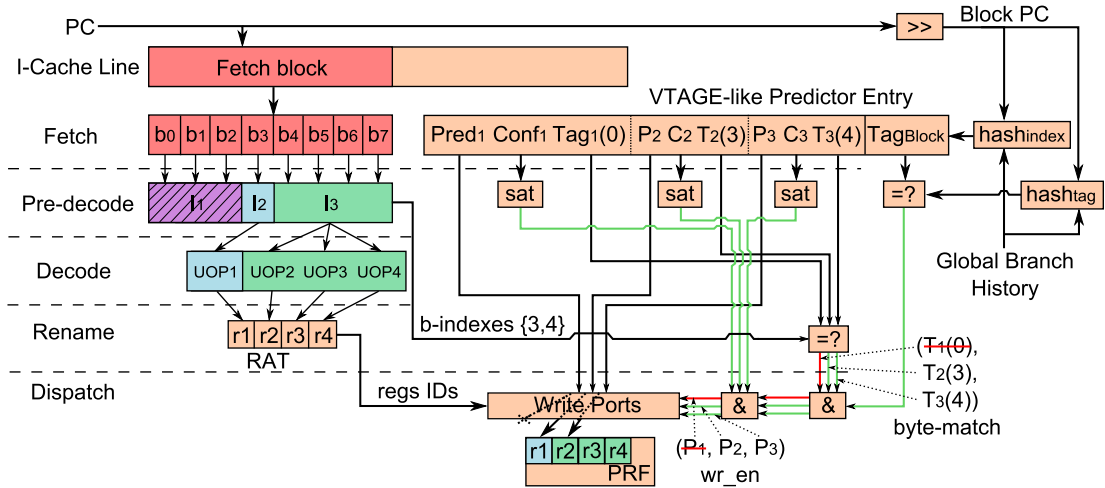 PC
>>
Block PC
I-Cache Line
Fetch block
VTAGE-like Predictor Entry
Fetch
b0 b1 b2 b3 b4 b5 b6 b7
Pred1 Conf1 Tag1(0) P2 C2 T2(3) P3 C3 T3(4) TagBlock
hashindex
Pre-decode
I1 I2 I3
sat sat sat
=?
hashtag
Decode
UOP1 UOP2 UOP3 UOP4
Global Branch
History
Rename
r1 r2 r3 r4
RAT
b-indexes {3,4}
=?
(T1(0),
T2(3),
T3(4))
byte-match
Dispatch
regs IDs
Write Ports
&
&
r1 r2 r3 r4
PRF
(P1, P2, P3)
wr_en